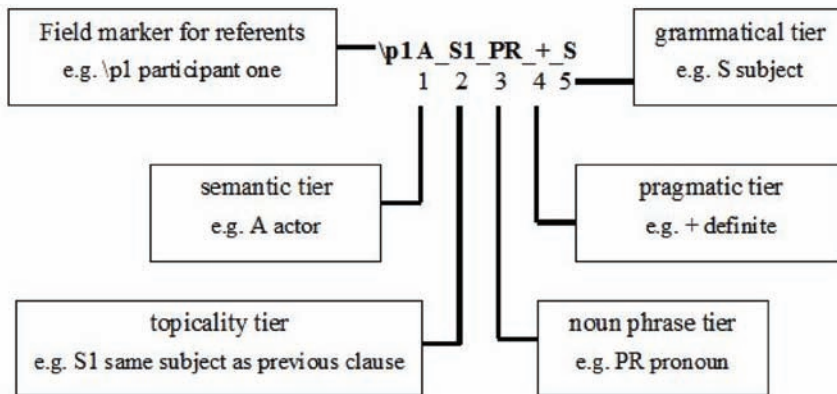 Field marker for referents
e.g. \p1 participant one
\p1A_S1_PR_+_S
1 2 3 4 5
grammatical tier
e.g. S subject
semantic tier
e.g. A actor
pragmatic tier
e.g. + definite
topicality tier
e.g. S1 same subject as previous clause
noun phrase tier
e.g. PR pronoun